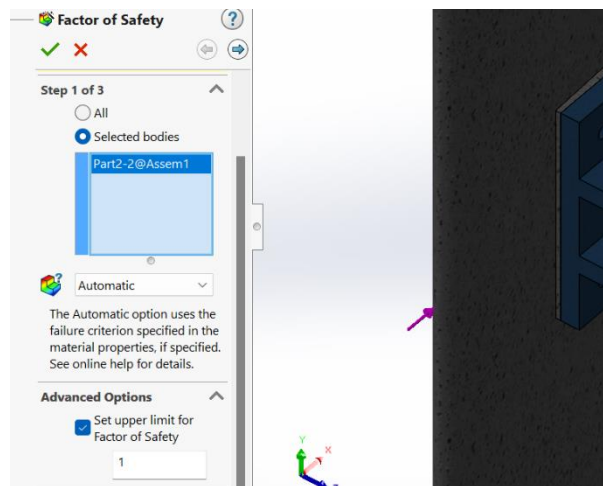 Factor of Safety
?
Step 1 of 3
All
Selected bodies
Part2-2@Assem1
Automatic
The Automatic option uses the
failure criterion specified in the
material properties, if specified.
See online help for details.
Advanced Options
Set upper limit for
Factor of Safety
1
Y
X